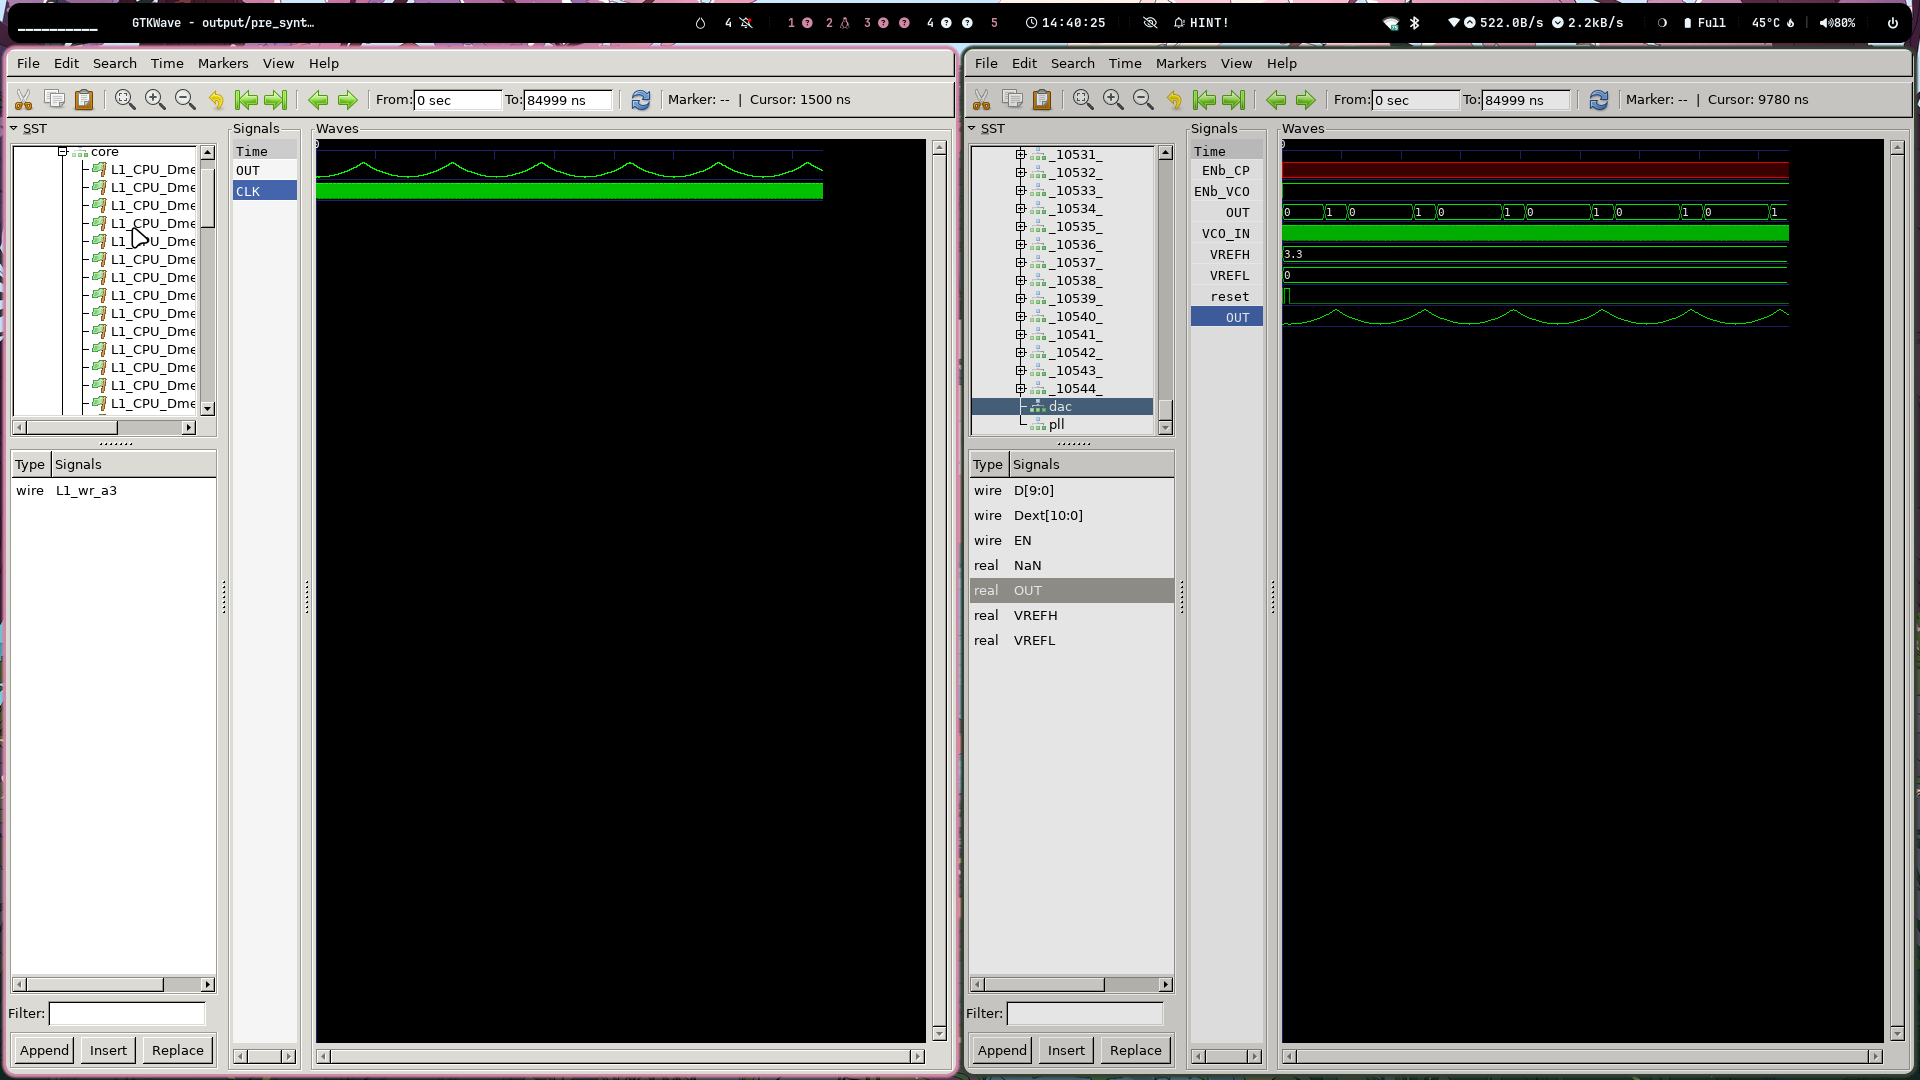 GTKWave - output/pre_synt… 4 1 2 3 4 5 14:40:25 HINT! 522.0B/s 2.2kB/s Full 45°C 80%
File Edit Search Time Markers View Help
From: 0 sec To: 84999 ns Marker: -- | Cursor: 1500 ns
SST
core
L1_CPU_Dme
L1_CPU_Dme
L1_CPU_Dme
L1_CPU_Dme
L1_CPU_Dme
L1_CPU_Dme
L1_CPU_Dme
L1_CPU_Dme
L1_CPU_Dme
L1_CPU_Dme
L1_CPU_Dme
L1_CPU_Dme
L1_CPU_Dme
L1_CPU_Dme
Type Signals
wire L1_wr_a3
Filter:
Append Insert Replace
Signals
Time
OUT
CLK
Waves
0
File Edit Search Time Markers View Help
From: 0 sec To: 84999 ns Marker: -- | Cursor: 9780 ns
SST
_10531_
_10532_
_10533_
_10534_
_10535_
_10536_
_10537_
_10538_
_10539_
_10540_
_10541_
_10542_
_10543_
_10544_
dac
pll
Type Signals
wire D[9:0]
wire Dext[10:0]
wire EN
real NaN
real OUT
real VREFH
real VREFL
Filter:
Append Insert Replace
Signals
Time
ENb_CP
ENb_VCO
OUT
VCO_IN
VREFH
VREFL
reset
OUT
Waves
0
0 1 0 1 0 1 0 1 0 1 0 1
3.3
0